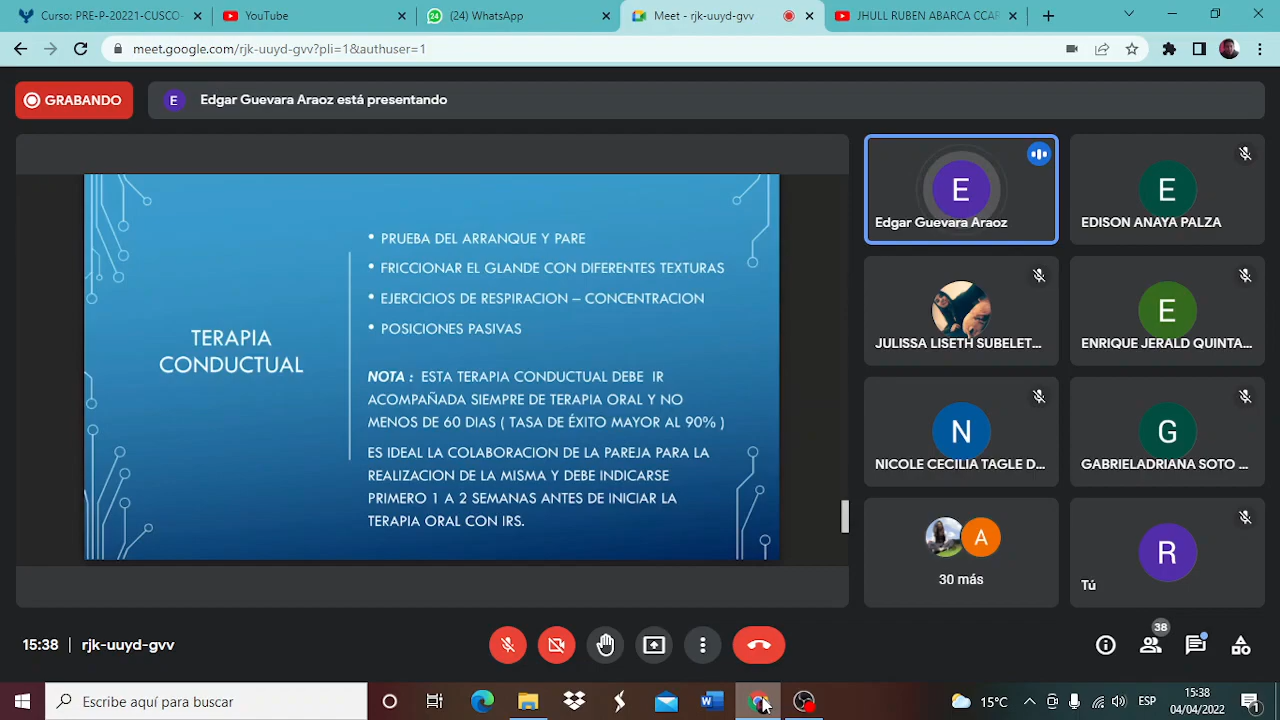 Curso: PRE-P-20221-CUSCO-
YouTube
(24) WhatsApp
Meet - rjk-uuyd-gvv
JHULL RUBEN ABARCA CCAR
meet.google.com/rjk-uuyd-gvv?pli=1&authuser=1
GRABANDO
E
Edgar Guevara Araoz está presentando
TERAPIA
CONDUCTUAL
• PRUEBA DEL ARRANQUE Y PARE
• FRICCIONAR EL GLANDE CON DIFERENTES TEXTURAS
• EJERCICIOS DE RESPIRACION – CONCENTRACION
• POSICIONES PASIVAS
NOTA : ESTA TERAPIA CONDUCTUAL DEBE IR
ACOMPAÑADA SIEMPRE DE TERAPIA ORAL Y NO
MENOS DE 60 DIAS ( TASA DE ÉXITO MAYOR AL 90% )
ES IDEAL LA COLABORACION DE LA PAREJA PARA LA
REALIZACION DE LA MISMA Y DEBE INDICARSE
PRIMERO 1 A 2 SEMANAS ANTES DE INICIAR LA
TERAPIA ORAL CON IRS.
E
Edgar Guevara Araoz
E
EDISON ANAYA PALZA
JULISSA LISETH SUBELET...
E
ENRIQUE JERALD QUINTA...
N
NICOLE CECILIA TAGLE D...
G
GABRIELADRIANA SOTO ...
A
30 más
R
Tú
15:38 | rjk-uuyd-gvv
38
Escribe aquí para buscar
15°C
ESP
15:38
04/04/2022
1